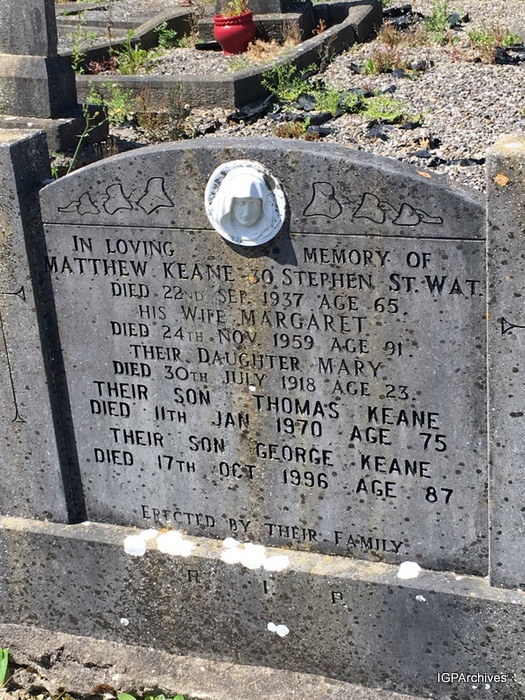 IN LOVING MEMORY OF
MATTHEW KEANE 30 STEPHEN ST. WAT.
DIED 22ND SEP. 1937 AGE 65.
HIS WIFE MARGARET
DIED 24TH NOV. 1959 AGE 91.
THEIR DAUGHTER MARY
DIED 30TH JULY 1918 AGE 23.
THEIR SON THOMAS KEANE
DIED 11TH JAN 1970 AGE 75
THEIR SON GEORGE KEANE
DIED 17TH OCT 1996 AGE 87
ERECTED BY THEIR FAMILY
R I P
IGPArchives